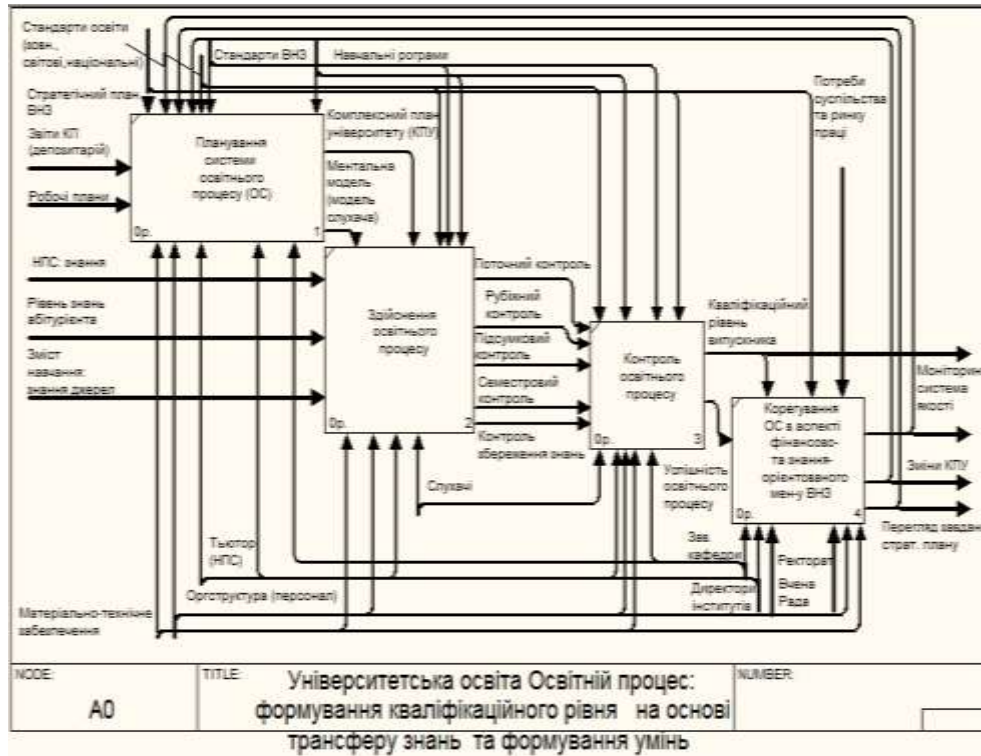 Стандарти освіти
(зовн.,
світові,національні)
Стандарти ВНЗ
Навчальні рограми
Потреби
суспільства
та ринку
праці
Стратегічний план
ВНЗ
Звіти КП
(депозитарій)
Робочі плани
Планування
системи
освітнього
процесу (ОС)
0р.
1
Комплексний план
університету (КПУ)
Ментальна
модель
(модель
слухача)
НПС: знання
Рівень знань
абітурієнта
Зміст
навчання:
знання джерел
Здійснення
освітнього
процесу
0р.
2
Поточний контроль
Рубіжний
контроль
Підсумковий
контроль
Семестровий
контроль
Контроль
збереження знань
Контроль
освітнього
процесу
0р.
3
Кваліфікаційний
рівень
випускника
Моніторин
система
якості
Корегування
ОС в аспекті
фінансово-
та знання-
орієнтованого
мен-у ВНЗ
0р.
4
Зміни КПУ
Перегляд завдан
страт. плану
Успішність
освітнього
процесу
Слухачі
Тьютор
(НПС)
Зав.
кафедри
Ректорат
Оргструктура (персонал)
Директори
інститутів
Вчена
Рада
Матеріально-технічне
забезпечення
NODE:
A0
TITLE:
Університетська освіта Освітній процес:
формування кваліфікаційного рівня на основі
трансферу знань та формування умінь
NUMBER: